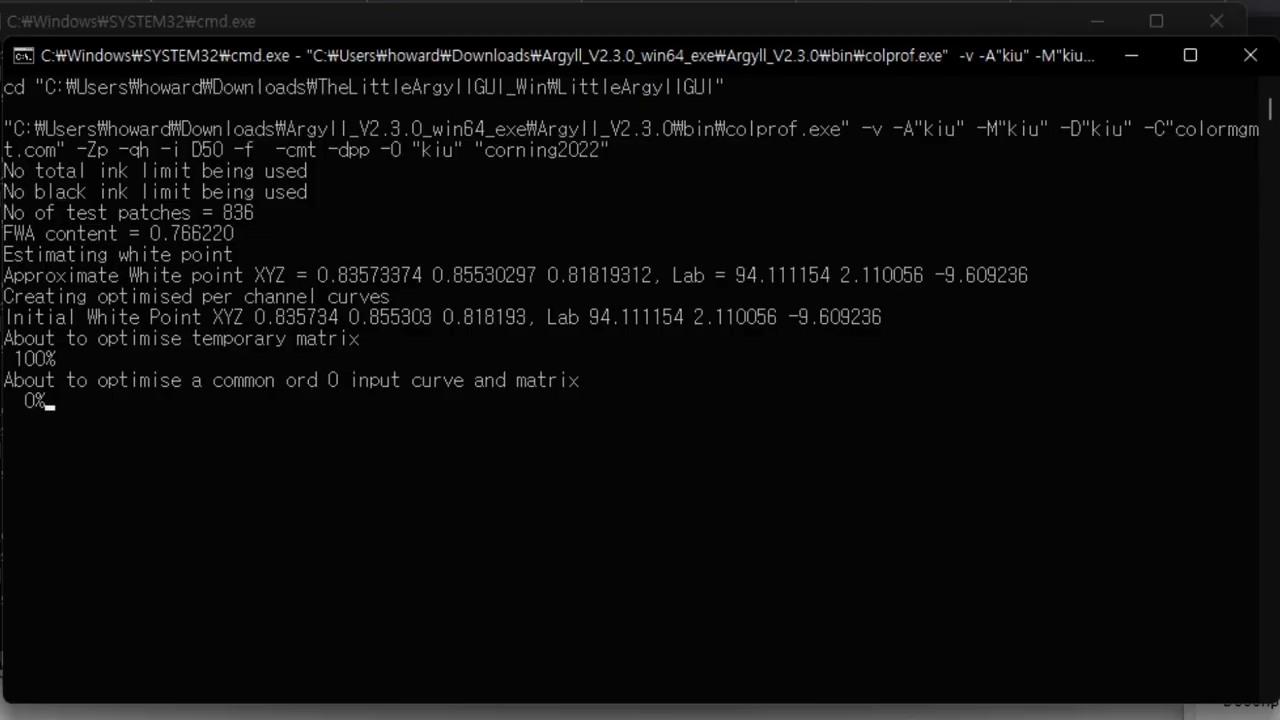 C:₩Windows₩SYSTEM32₩cmd.exe
C:₩Windows₩SYSTEM32₩cmd.exe - "C:₩Users₩howard₩Downloads₩Argyll_V2.3.0_win64_exe₩Argyll_V2.3.0₩bin₩colprof.exe" -v -A"kiu" -M"kiu...
cd "C:₩Users₩howard₩Downloads₩TheLittleArgyllGUI_Win₩LittleArgyllGUI"
"C:₩Users₩howard₩Downloads₩Argyll_V2.3.0_win64_exe₩Argyll_V2.3.0₩bin₩colprof.exe" -v -A"kiu" -M"kiu" -D"kiu" -C"colormgm
t.com" -Zp -qh -i D50 -f  -cmt -dpp -O "kiu" "corning2022"
No total ink limit being used
No black ink limit being used
No of test patches = 836
FWA content = 0.766220
Estimating white point
Approximate White point XYZ = 0.83573374 0.85530297 0.81819312, Lab = 94.111154 2.110056 -9.609236
Creating optimised per channel curves
Initial White Point XYZ 0.835734 0.855303 0.818193, Lab 94.111154 2.110056 -9.609236
About to optimise temporary matrix
100%
About to optimise a common ord 0 input curve and matrix
0%